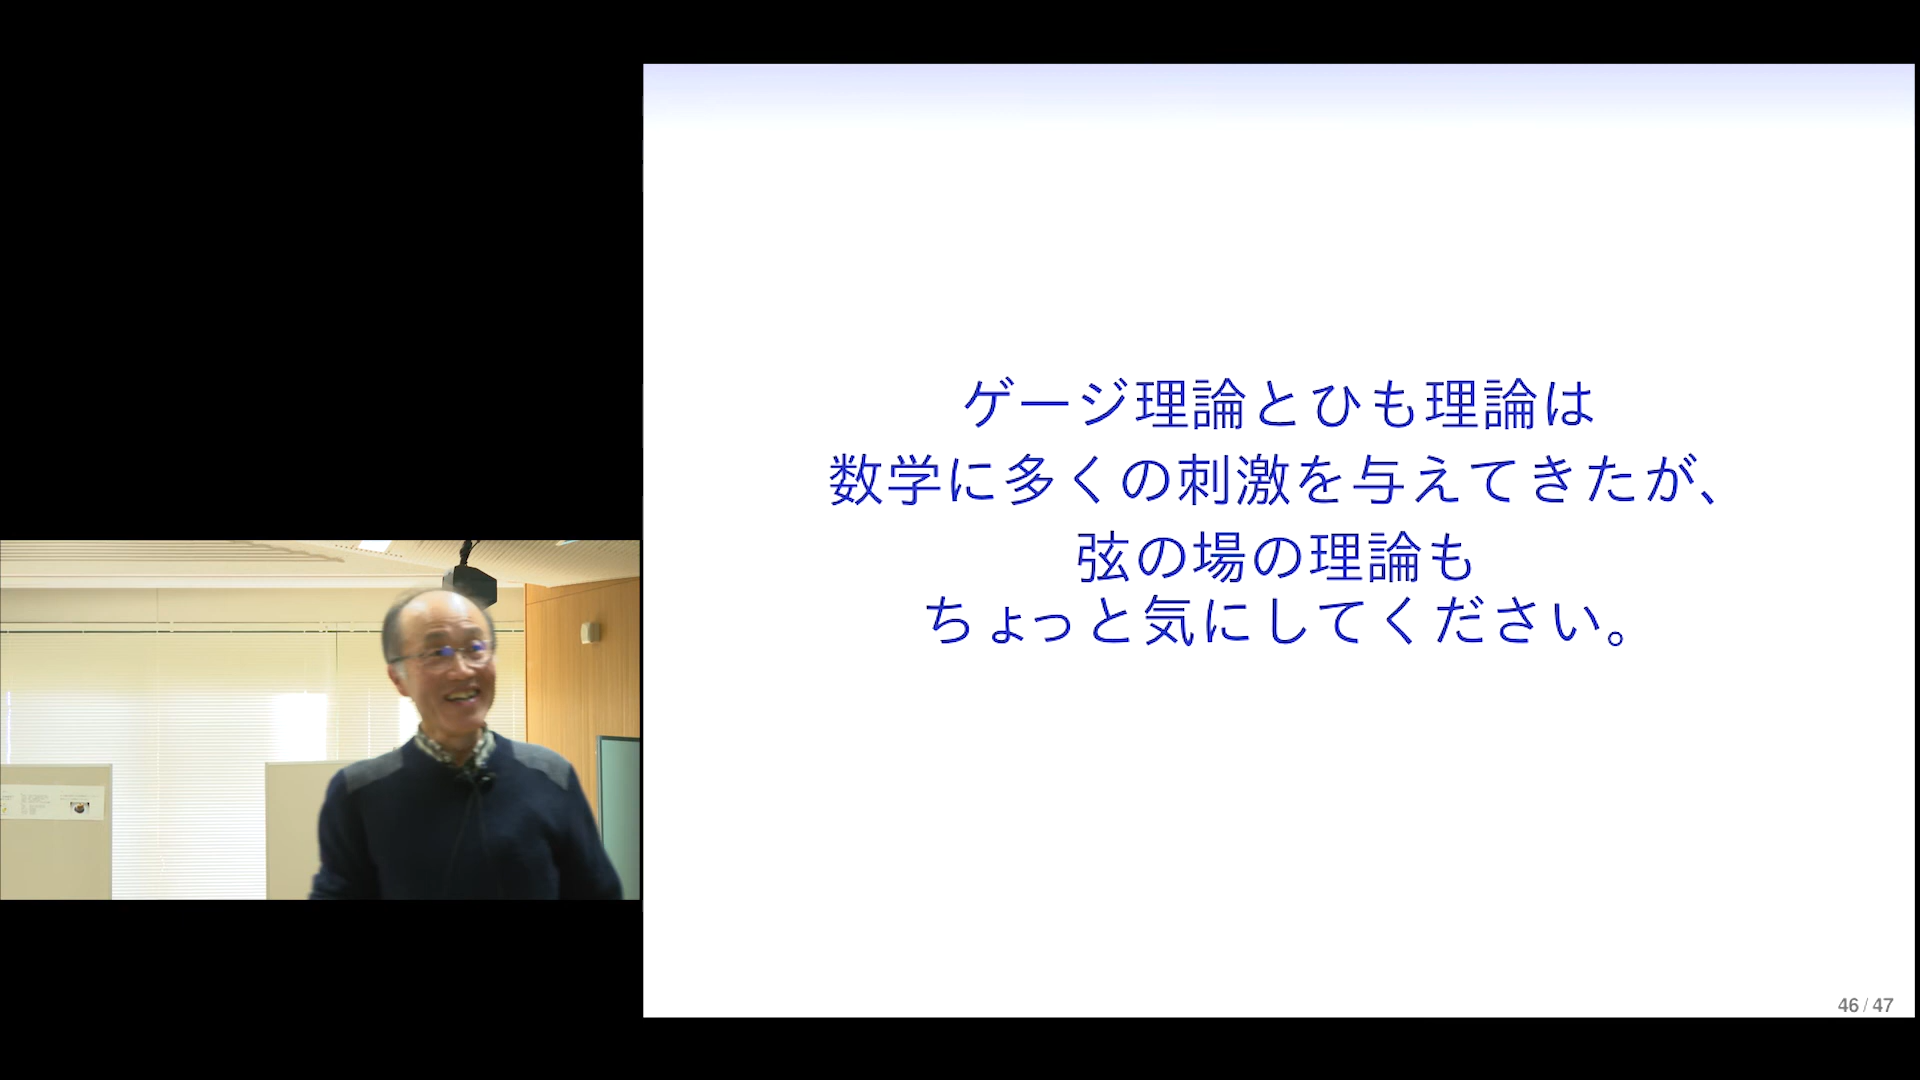 ゲージ理論とひも理論は
数学に多くの刺激を与えてきたが、
弦の場の理論も
ちょっと気にしてください。
46 / 47